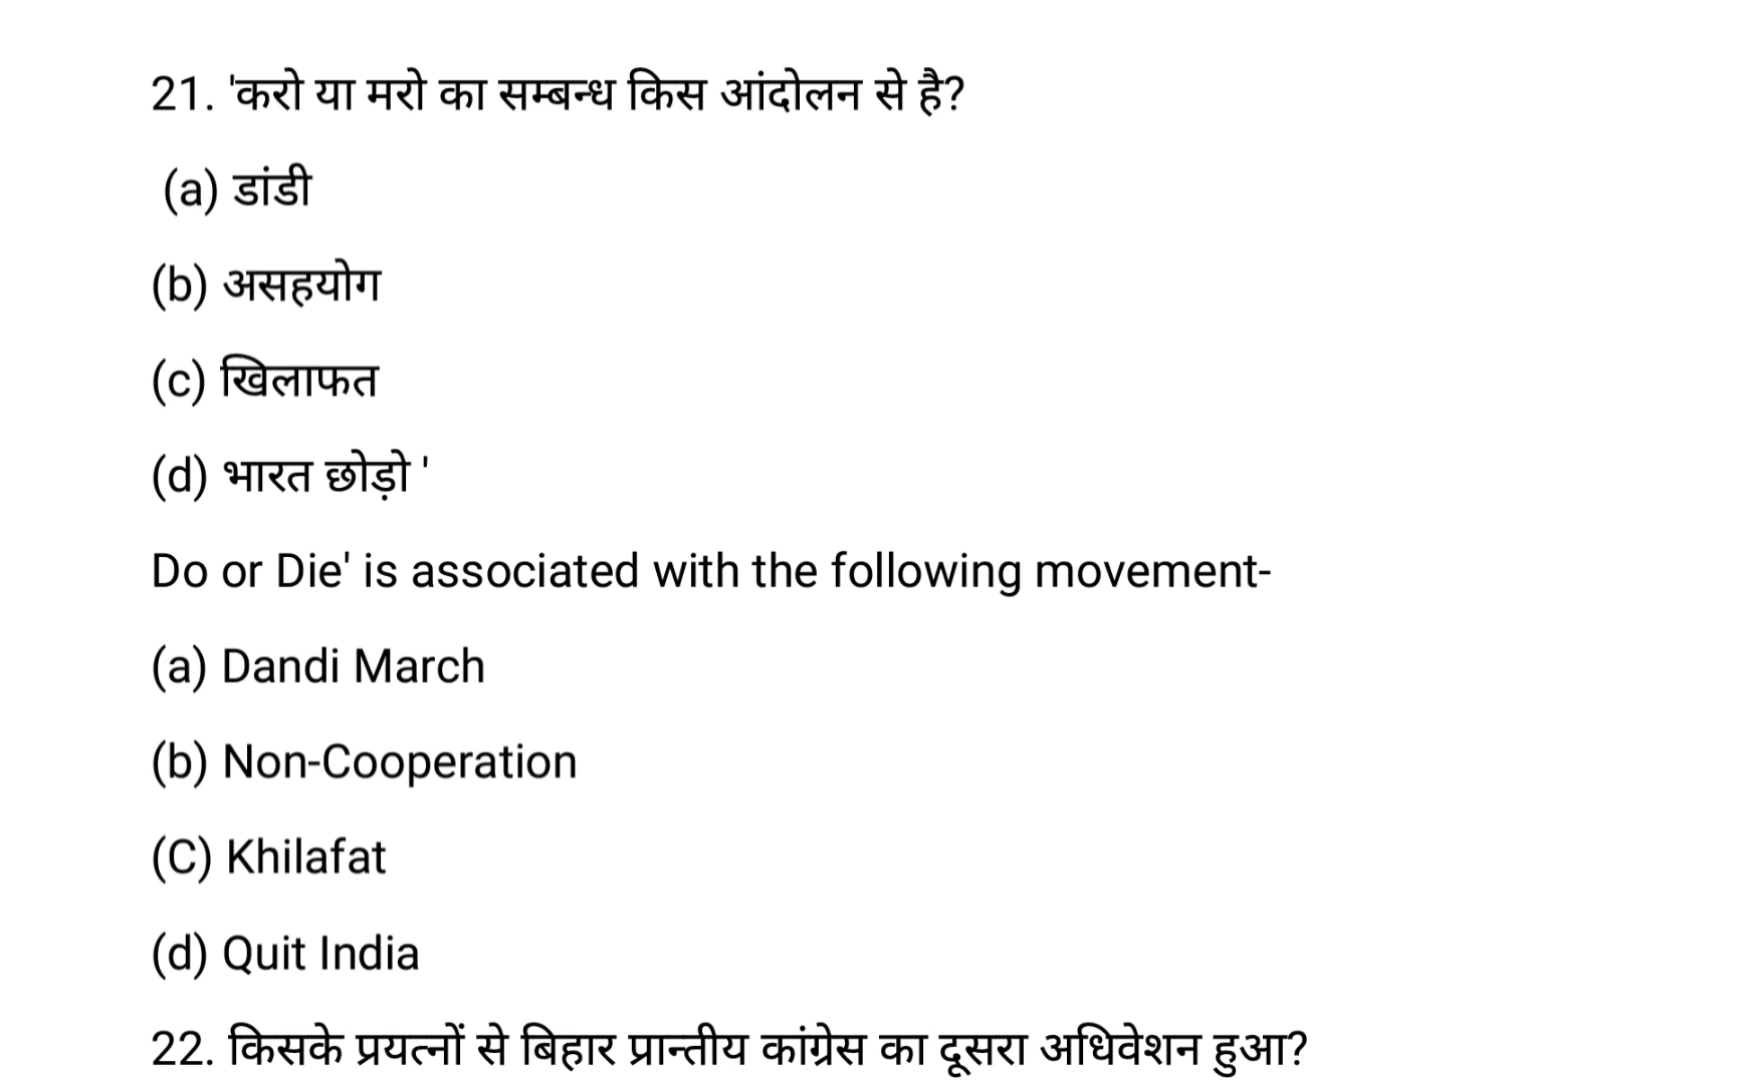 21. 'करो या मरो का सम्बन्ध किस आंदोलन से है?
(a) डांडी
(b) असहयोग
(c) खिलाफत
(d) भारत छोड़ो '
Do or Die' is associated with the following movement-
(a) Dandi March
(b) Non-Cooperation
(C) Khilafat
(d) Quit India
22. किसके प्रयत्नों से बिहार प्रान्तीय कांग्रेस का दूसरा अधिवेशन हुआ?